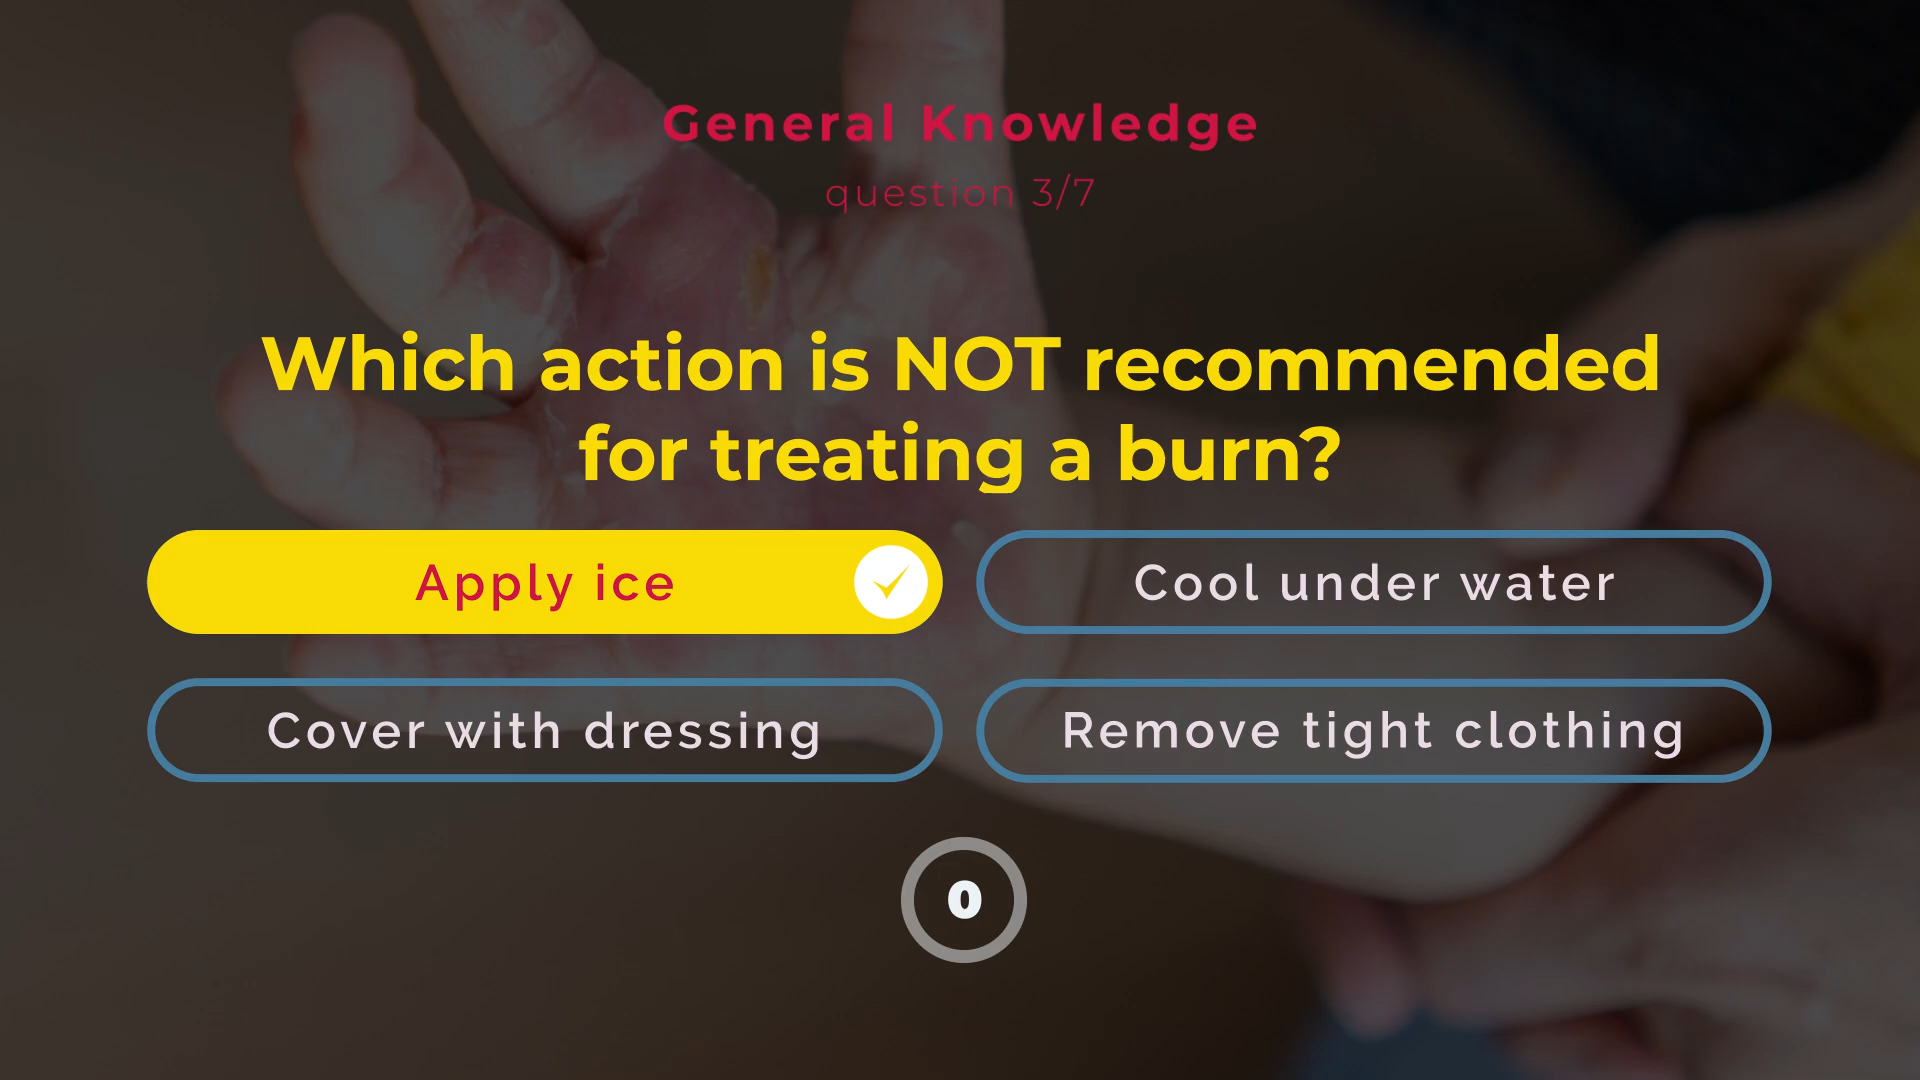 General Knowledge
question 3/7
Which action is NOT recommended
for treating a burn?
Apply ice
Cool under water
Cover with dressing
Remove tight clothing
0